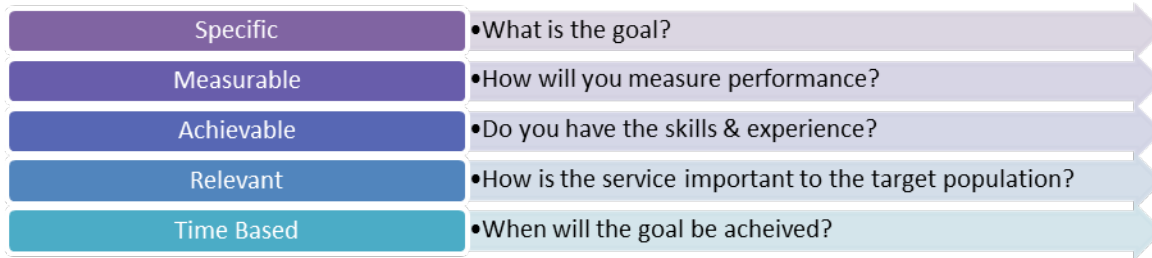 Specific •What is the goal?
Measurable •How will you measure performance?
Achievable •Do you have the skills & experience?
Relevant •How is the service important to the target population?
Time Based •When will the goal be acheived?